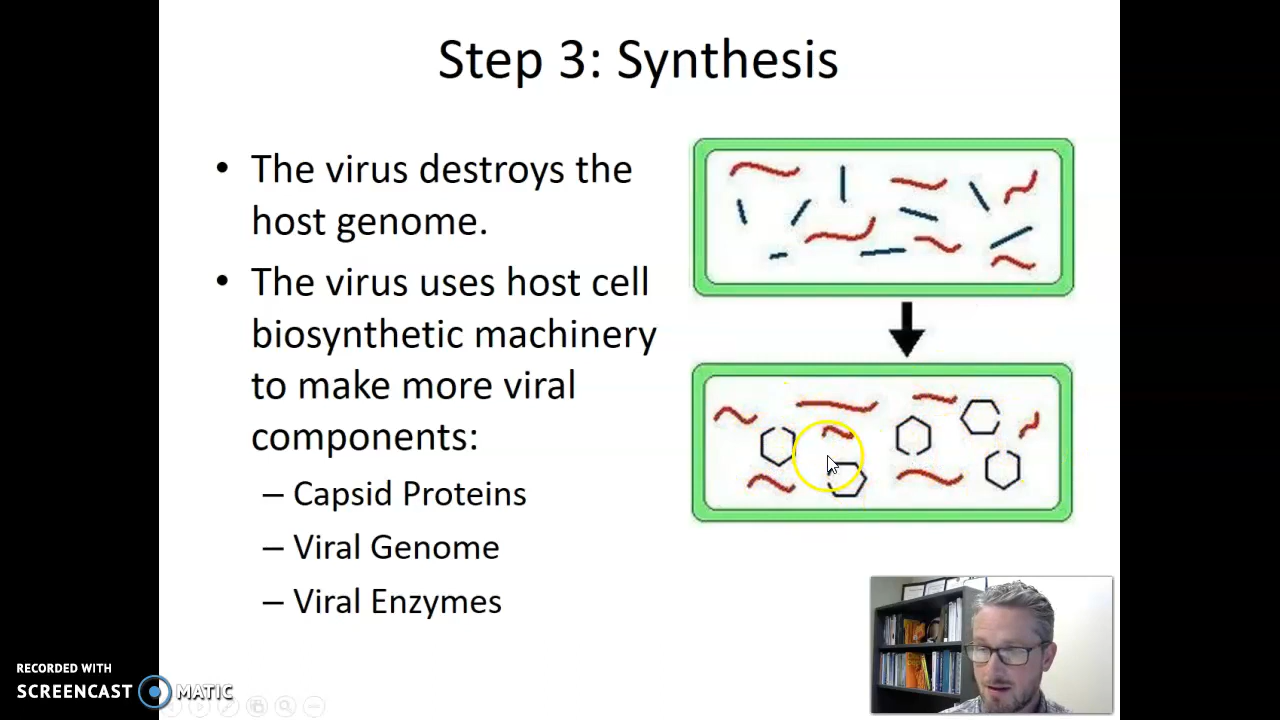 Step 3: Synthesis
• The virus destroys the
host genome.
• The virus uses host cell
biosynthetic machinery
to make more viral
components:
– Capsid Proteins
– Viral Genome
– Viral Enzymes
RECORDED WITH
SCREENCAST MATIC